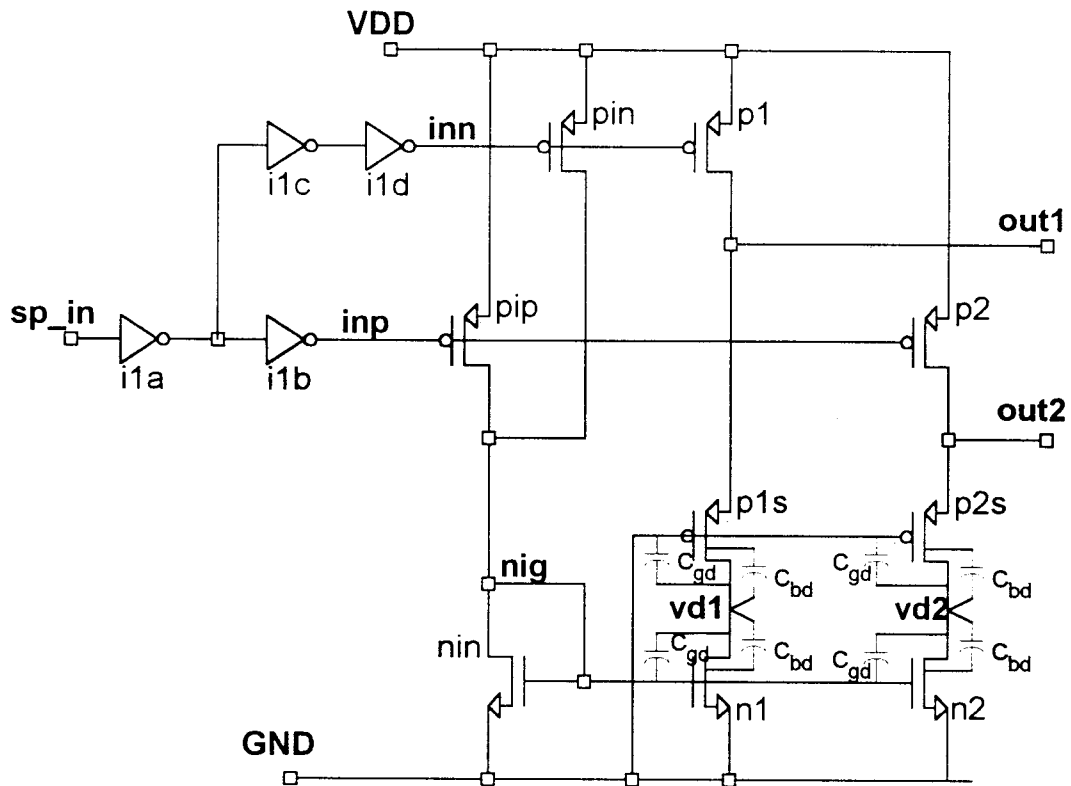 VDD
pin
p1
inn
i1c
i1d
out1
sp_in
pip
p2
inp
i1a
i1b
out2
p1s
p2s
nig
Cgd
Cbd
Cgd
Cbd
vd1
vd2
nin
Cgd
Cbd
Cgd
Cbd
n1
n2
GND